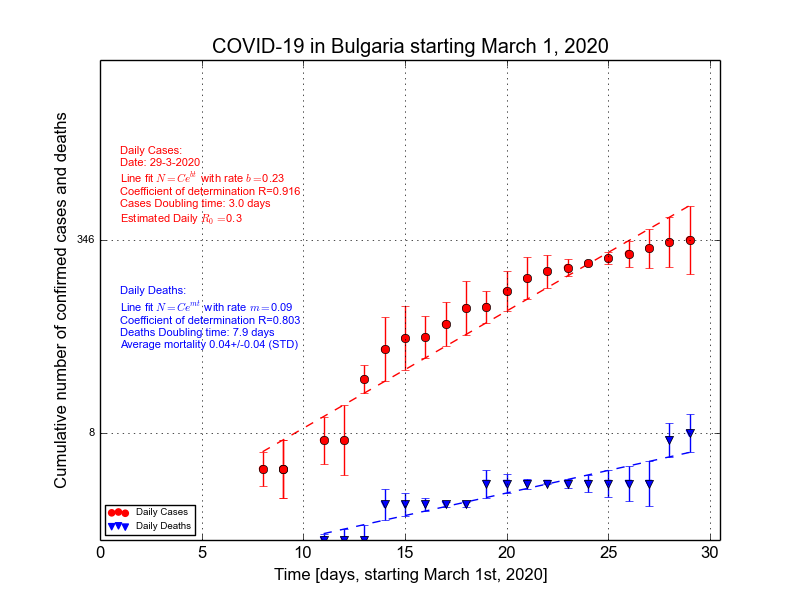 COVID-19 in Bulgaria starting March 1, 2020
Cumulative number of confirmed cases and deaths
Daily Cases:
Date: 29-3-2020
Line fit N = Ce^{bt} with rate b =0.23
Coefficient of determination R=0.916
Cases Doubling time: 3.0 days
Estimated Daily R_0 =0.3
346
Daily Deaths:
Line fit N = Ce^{mt} with rate m =0.09
Coefficient of determination R=0.803
Deaths Doubling time: 7.9 days
Average mortality 0.04+/-0.04 (STD)
8
Daily Cases
Daily Deaths
0 5 10 15 20 25 30
Time [days, starting March 1st, 2020]